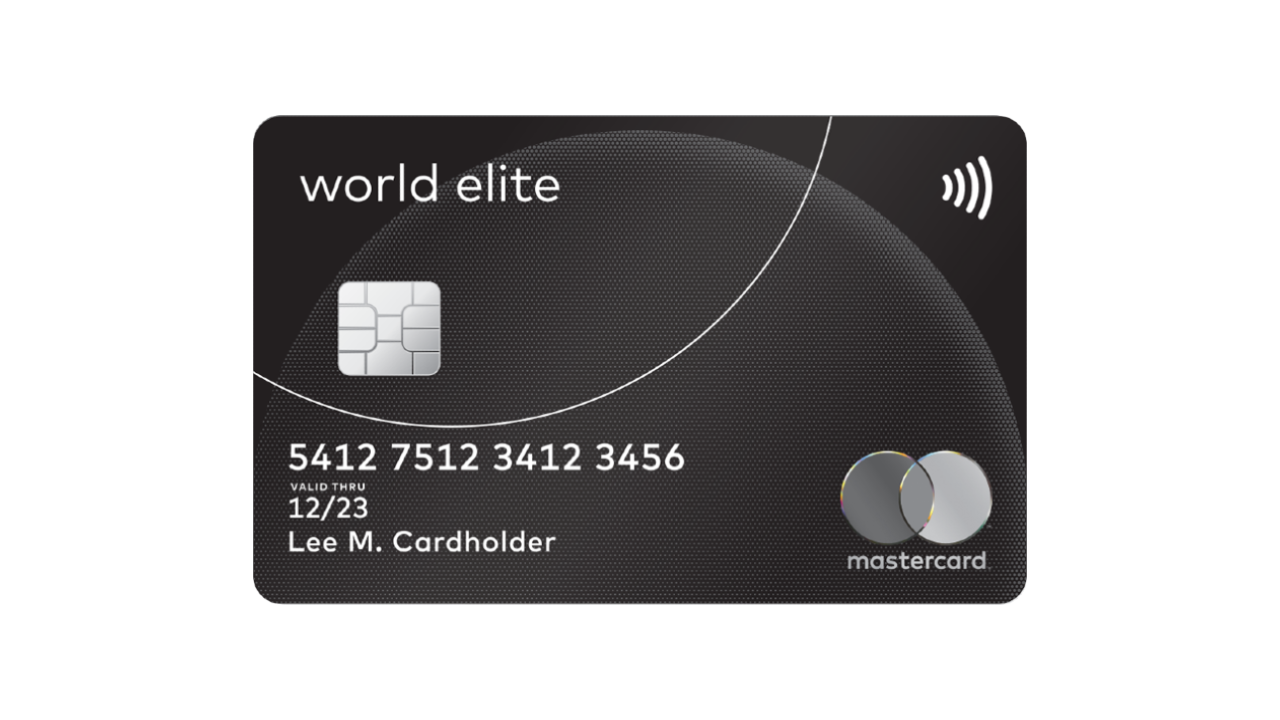 world elite
5412 7512 3412 3456
VALID THRU
12/23
Lee M. Cardholder
mastercard